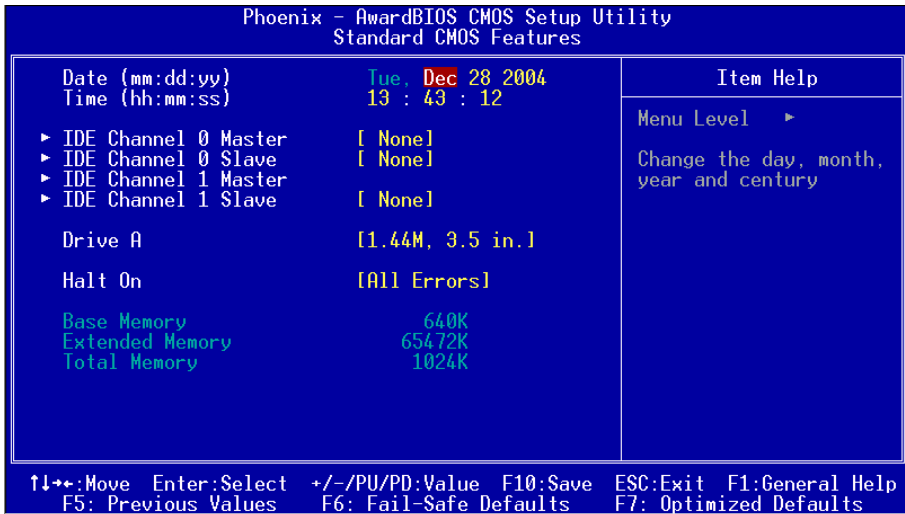 Phoenix - AwardBIOS CMOS Setup Utility
Standard CMOS Features
Date (mm:dd:yy) Tue, Dec 28 2004
Time (hh:mm:ss) 13 : 43 : 12
► IDE Channel 0 Master [ None]
► IDE Channel 0 Slave [ None]
► IDE Channel 1 Master
► IDE Channel 1 Slave [ None]
Drive A [1.44M, 3.5 in.]
Halt On [All Errors]
Base Memory 640K
Extended Memory 65472K
Total Memory 1024K
Item Help
Menu Level ►
Change the day, month,
year and century
↑↓→←:Move Enter:Select +/-/PU/PD:Value F10:Save ESC:Exit F1:General Help
F5: Previous Values F6: Fail-Safe Defaults F7: Optimized Defaults